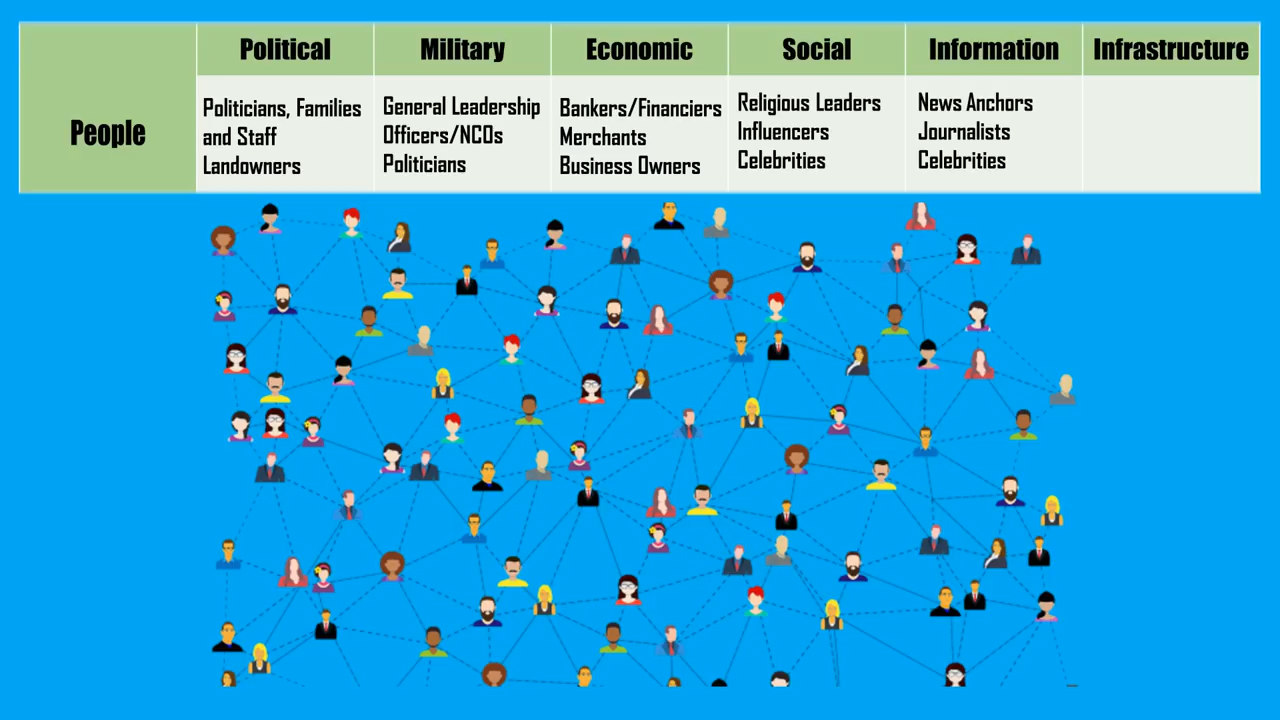 Political Military Economic Social Information Infrastructure
People
Politicians, Families
and Staff
Landowners
General Leadership
Officers/NCOs
Politicians
Bankers/Financiers
Merchants
Business Owners
Religious Leaders
Influencers
Celebrities
News Anchors
Journalists
Celebrities